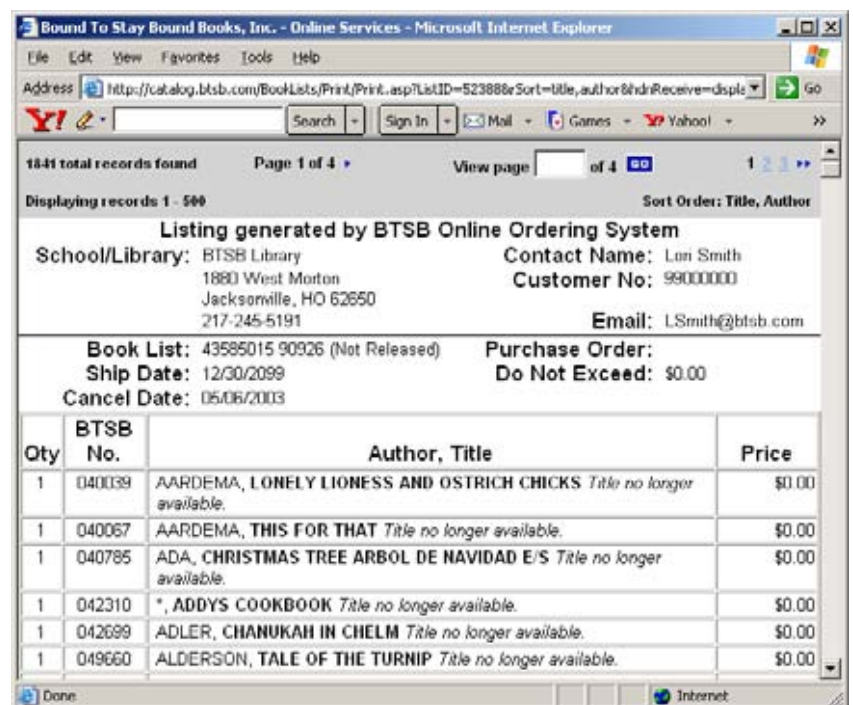 Bound To Stay Bound Books, Inc. - Online Services - Microsoft Internet Explorer
File Edit View Favorites Tools Help
Address http://catalog.btsb.com/BookLists/Print/Print.asp?ListID=52388&Sort=title,author&hdnReceive=displa Go
Y! Search Sign In Mail Games Yahoo! »
1841 total records found Page 1 of 4 View page of 4 GO 1 2 3
Displaying records 1 - 500 Sort Order: Title, Author
Listing generated by BTSB Online Ordering System
School/Library: BTSB Library Contact Name: Lori Smith
1880 West Morton Customer No: 99000000
Jacksonville, HO 62650
217-245-5191 Email: LSmith@btsb.com
Book List: 43585015 90926 (Not Released) Purchase Order:
Ship Date: 12/30/2099 Do Not Exceed: $0.00
Cancel Date: 05/06/2003
Qty BTSB No. Author, Title Price
1 040039 AARDEMA, LONELY LIONESS AND OSTRICH CHICKS Title no longer $0.00
available.
1 040067 AARDEMA, THIS FOR THAT Title no longer available. $0.00
1 040785 ADA, CHRISTMAS TREE ARBOL DE NAVIDAD E/S Title no longer $0.00
available.
1 042310 *, ADDYS COOKBOOK Title no longer available. $0.00
1 042699 ADLER, CHANUKAH IN CHELM Title no longer available. $0.00
1 049660 ALDERSON, TALE OF THE TURNIP Title no longer available. $0.00
Done Internet